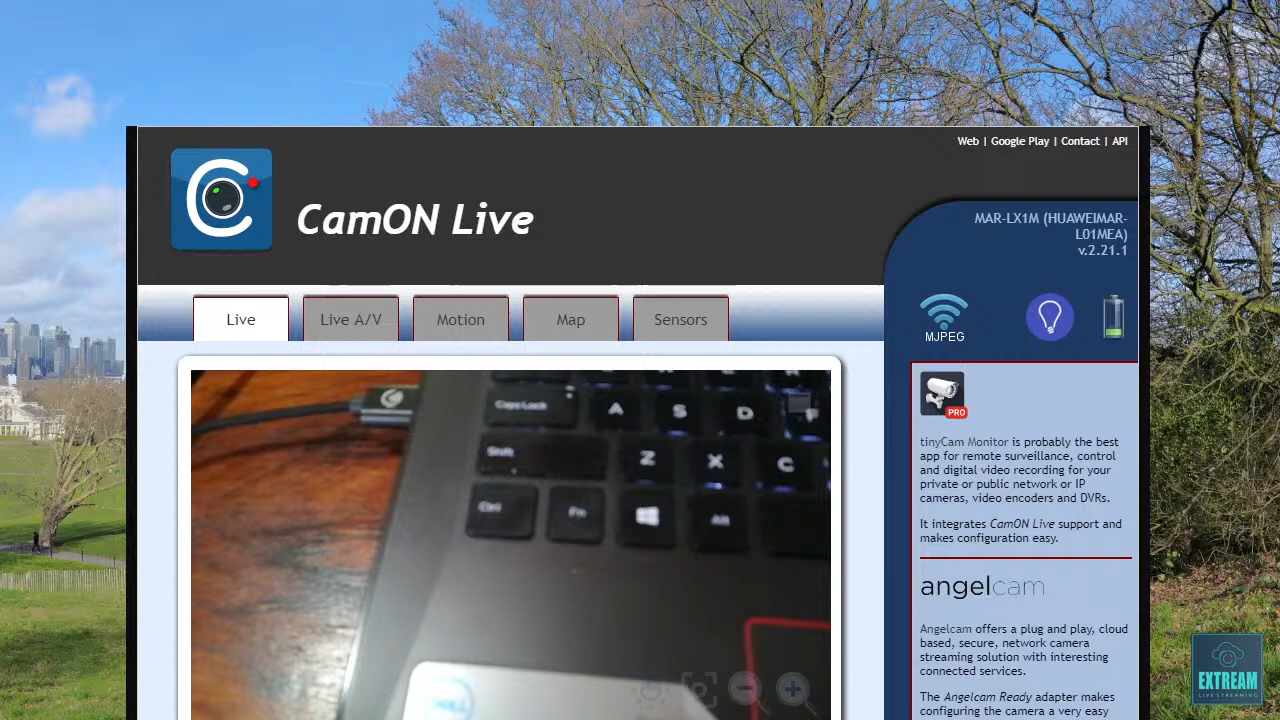 Web | Google Play | Contact | API
CamON Live
MAR-LX1M (HUAWEIMAR-
L01MEA)
v.2.21.1
Live
Live A/V
Motion
Map
Sensors
MJPEG
PRO
tinyCam Monitor is probably the best
app for remote surveillance, control
and digital video recording for your
private or public network or IP
cameras, video encoders and DVRs.
It integrates CamON Live support and
makes configuration easy.
angelcam
Angelcam offers a plug and play, cloud
based, secure, network camera
streaming solution with interesting
connected services.
The Angelcam Ready adapter makes
configuring the camera a very easy
Caps Lock
A
S
D
F
Shift
Z
X
C
Ctrl
Fn
Alt
EXTREAM
LIVE STREAMING